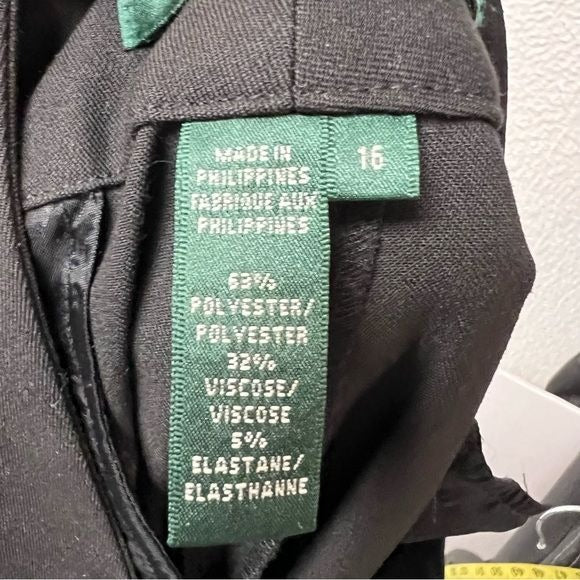 MADE IN
PHILIPPINES
FABRIQUE AUX
PHILIPPINES
63%
POLYESTER/
POLYESTER
32%
VISCOSE/
VISCOSE
5%
ELASTANE/
ELASTHANNE
16